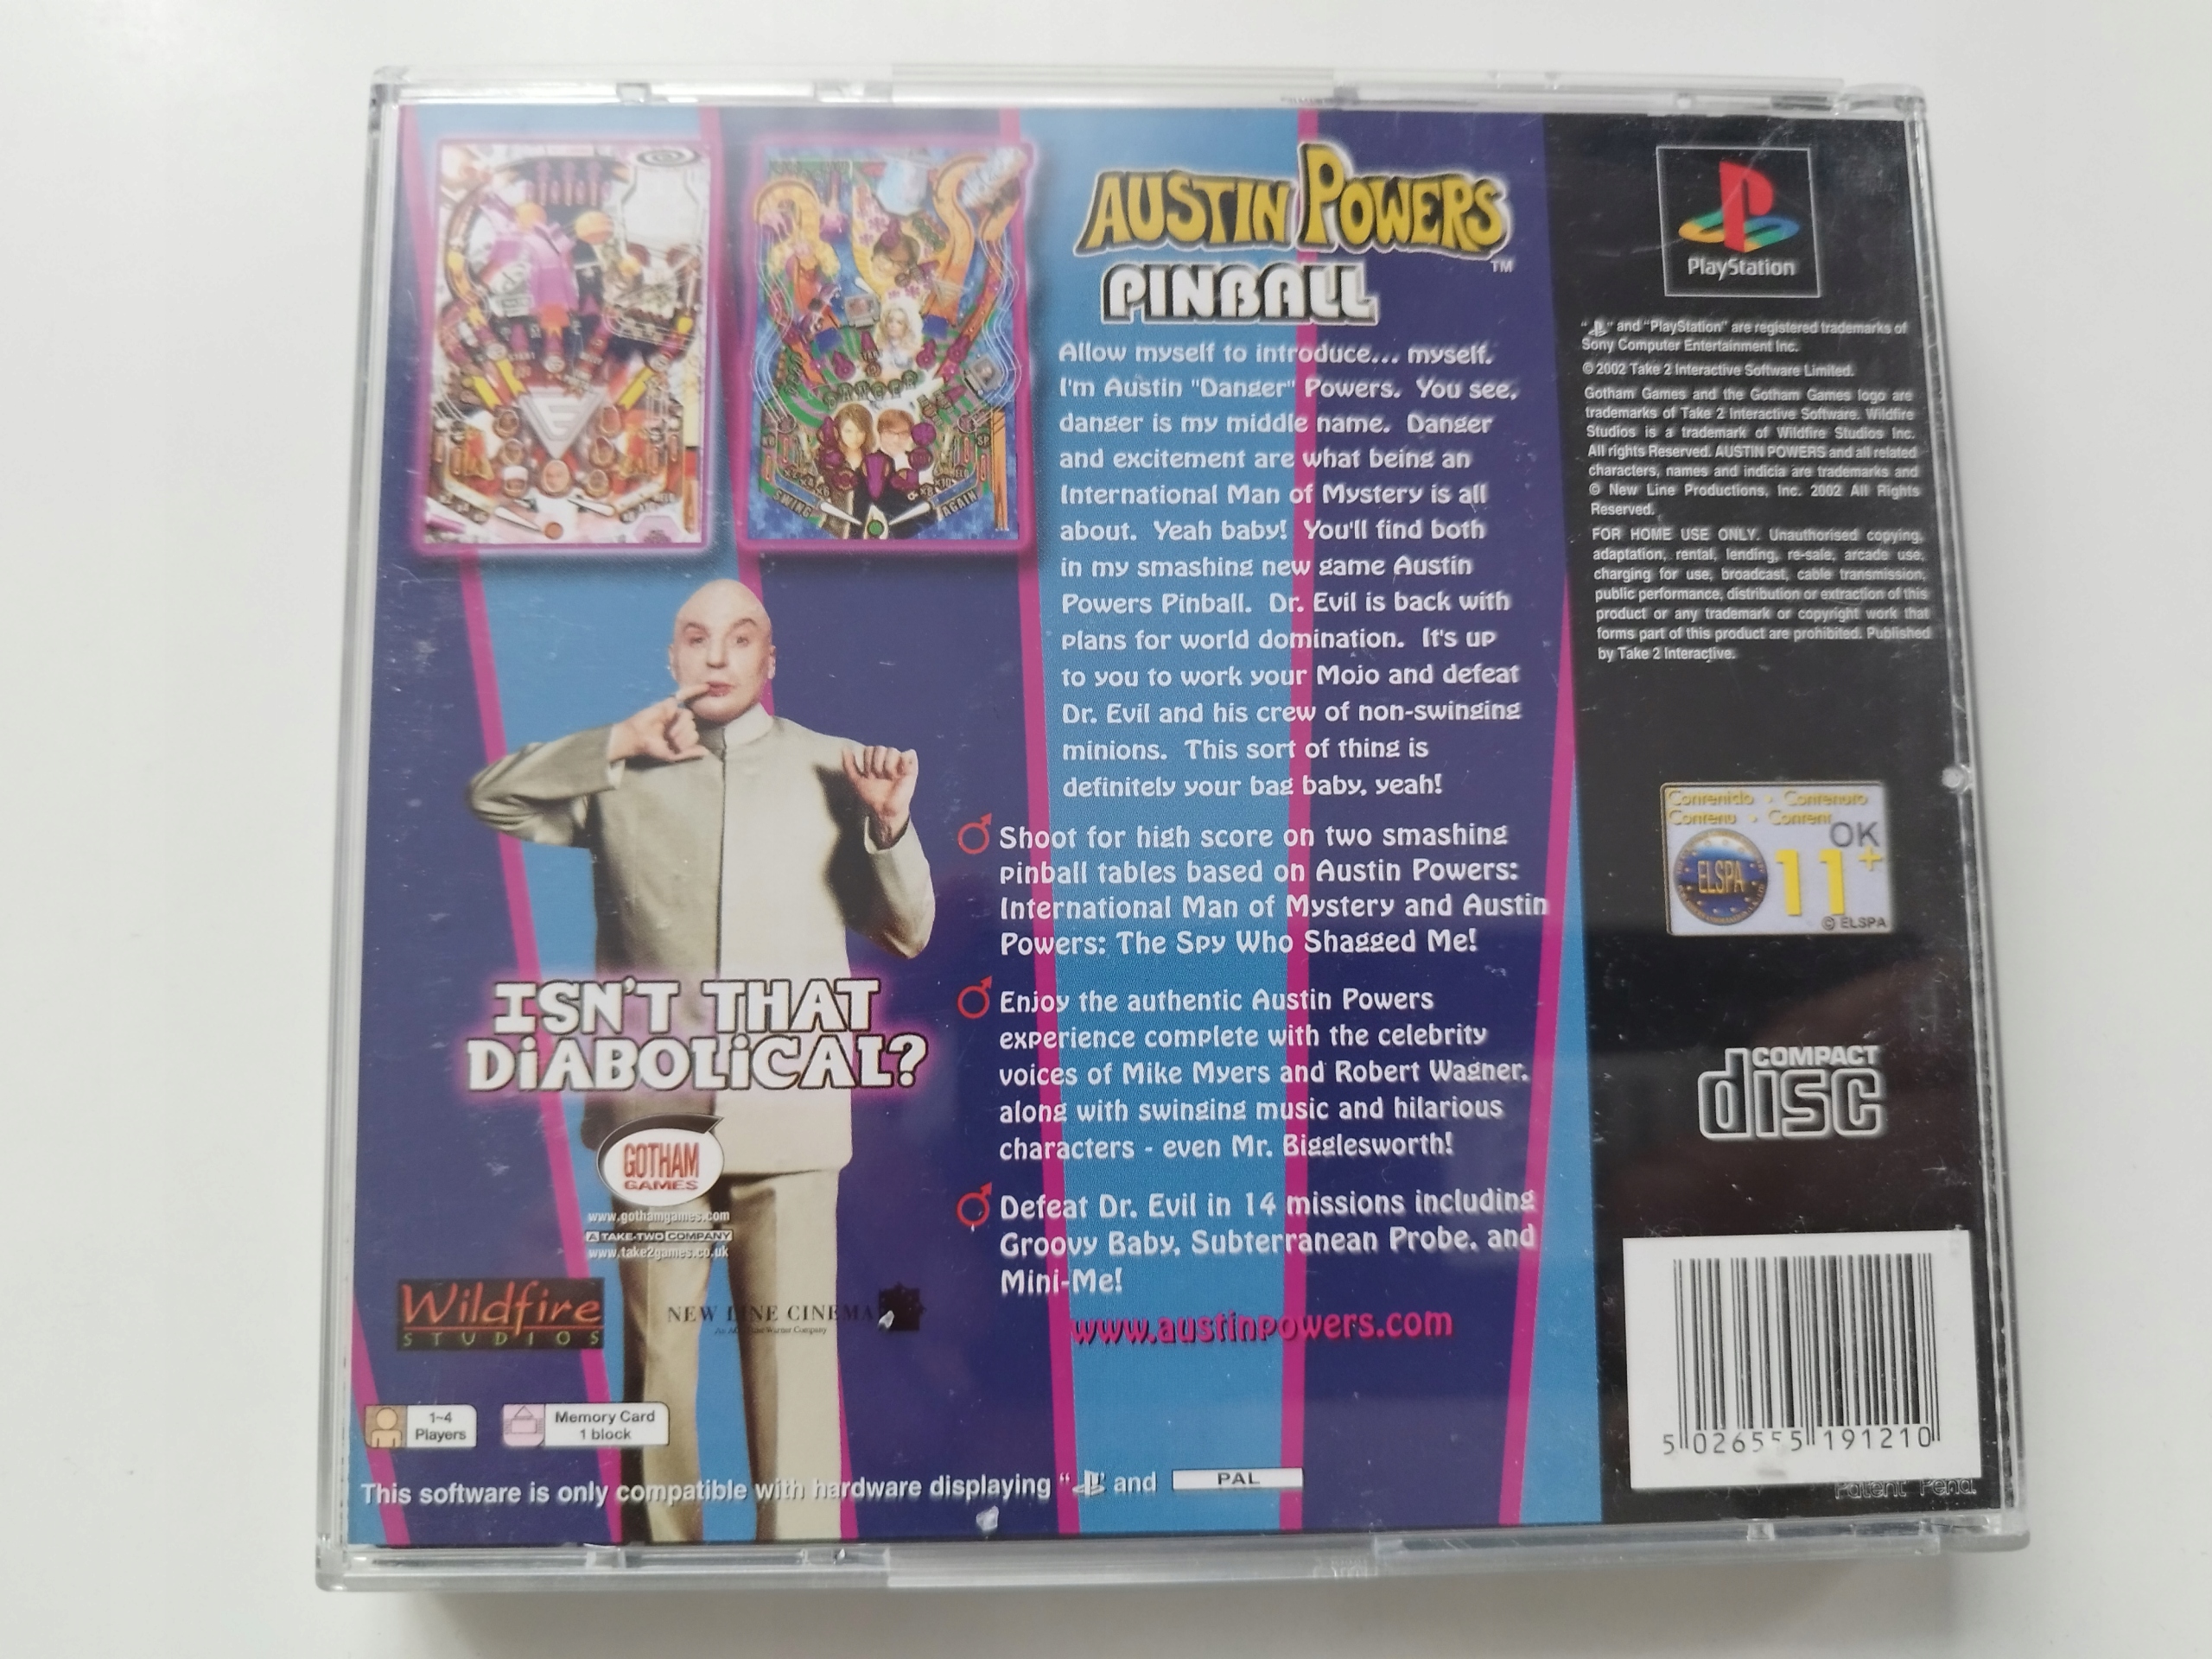 AUSTIN POWERS
TM
PINBALL
Allow myself to introduce... myself.
I'm Austin "Danger" Powers. You see,
danger is my middle name. Danger
and excitement are what being an
International Man of Mystery is all
about. Yeah baby! You'll find both
in my smashing new game Austin
Powers Pinball. Dr. Evil is back with
plans for world domination. It's up
to you to work your Mojo and defeat
Dr. Evil and his crew of non-swinging
minions. This sort of thing is
definitely your bag baby, yeah!
Shoot for high score on two smashing
pinball tables based on Austin Powers:
International Man of Mystery and Austin
Powers: The Spy Who Shagged Me!
Enjoy the authentic Austin Powers
experience complete with the celebrity
voices of Mike Myers and Robert Wagner,
along with swinging music and hilarious
characters - even Mr. Bigglesworth!
Defeat Dr. Evil in 14 missions including
Groovy Baby, Subterranean Probe, and
Mini-Me!
www.austinpowers.com
DANGER
SWING
AGAIN
ISN'T THAT
DIABOLICAL?
GOTHAM
GAMES
www.gothamgames.com
A TAKE-TWO COMPANY
www.take2games.co.uk
Wildfire
STUDIOS
NEW LINE CINEMA
1~4
Players
Memory Card
1 block
This software is only compatible with hardware displaying " and
PAL
PlayStation
" " and "PlayStation" are registered trademarks of
Sony Computer Entertainment Inc.
© 2002 Take 2 Interactive Software Limited.
Gotham Games and the Gotham Games logo are
trademarks of Take 2 Interactive Software. Wildfire
Studios is a trademark of Wildfire Studios Inc.
All rights Reserved. AUSTIN POWERS and all related
characters, names and indicia are trademarks and
© New Line Productions, Inc. 2002 All Rights
Reserved.
FOR HOME USE ONLY. Unauthorised copying,
adaptation, rental, lending, re-sale, arcade use,
charging for use, broadcast, cable transmission,
public performance, distribution or extraction of this
product or any trademark or copyright work that
forms part of this product are prohibited. Published
by Take 2 Interactive.
Contenido • Contenuto
Contenu • Content
OK
ELSPA
11+
© ELSPA
COMPACT
disc
5 026555 191210
Patent Pend.